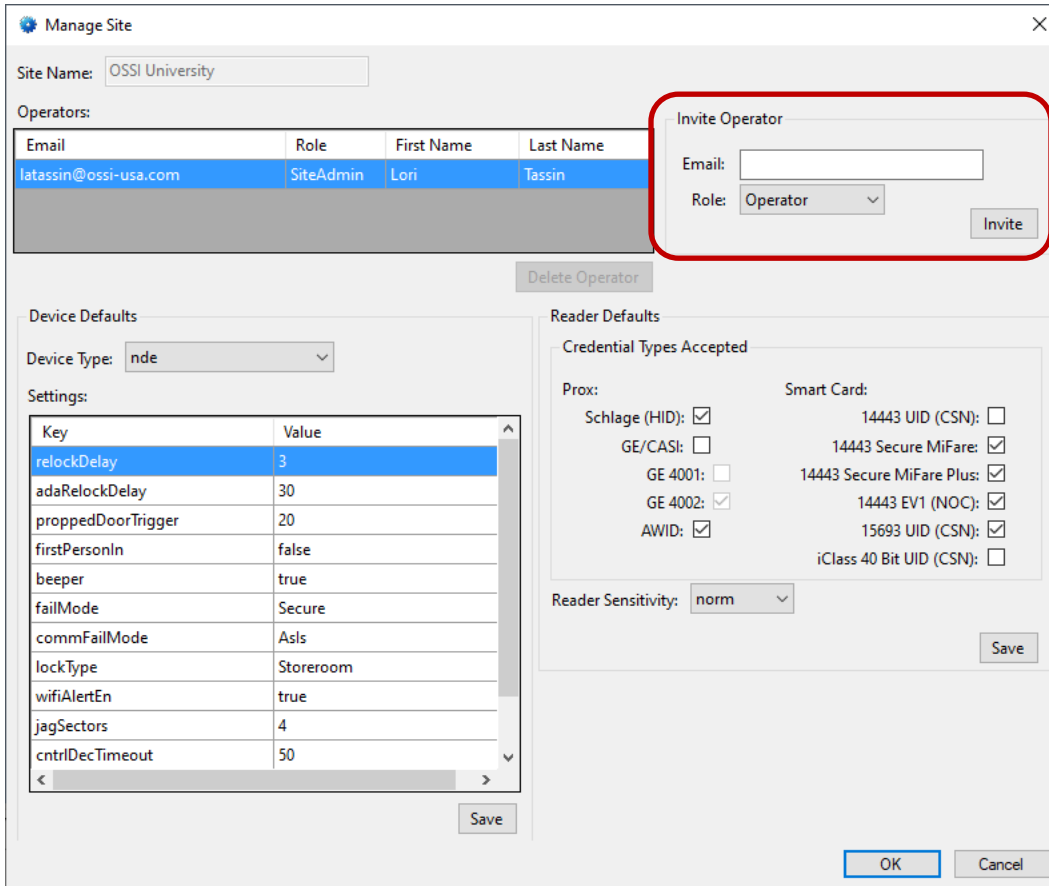 Manage Site
Site Name: OSSI University
Operators:
Email Role First Name Last Name
latassin@ossi-usa.com SiteAdmin Lori Tassin
Delete Operator
Invite Operator
Email:
Role: Operator
Invite
Device Defaults
Device Type: nde
Settings:
Key Value
relockDelay 3
adaRelockDelay 30
proppedDoorTrigger 20
firstPersonIn false
beeper true
failMode Secure
commFailMode AsIs
lockType Storeroom
wifiAlertEn true
jagSectors 4
cntrlDecTimeout 50
Save
Reader Defaults
Credential Types Accepted
Prox:
Schlage (HID):
GE/CASI:
GE 4001:
GE 4002:
AWID:
Smart Card:
14443 UID (CSN):
14443 Secure MiFare:
14443 Secure MiFare Plus:
14443 EV1 (NOC):
15693 UID (CSN):
iClass 40 Bit UID (CSN):
Reader Sensitivity: norm
Save
OK Cancel